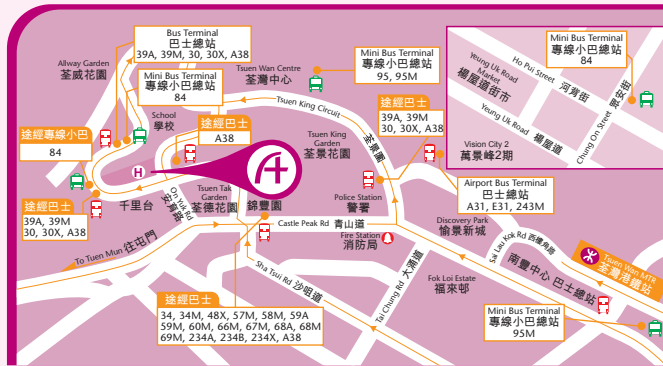 Bus Terminal
巴士總站
39A, 39M, 30, 30X, A38
Allway Garden
荃威花園
Mini Bus Terminal
專線小巴總站
84
School
學校
途經專線小巴
84
途經巴士
A38
Tsuen Wan Centre
荃灣中心
Mini Bus Terminal
專線小巴總站
95, 95M
Tsuen King Circuit
Tsuen King
Garden
荃景花園
荃景圍
途經巴士
39A, 39M
30, 30X, A38
Yeung Uk Road
Market
楊屋道街市
Ho Pui Street 河背街
Mini Bus Terminal
專線小巴總站
84
Yeung Uk Road 楊屋道
Chung On Street 眾安街
Vision City 2
萬景峰2期
H
千里台
途經巴士
39A, 39M
30, 30X, A38
On Yuk Rd
安育路
Tsuen Tak
Garden
荃德花園
錦豐園
Police Station
警署
Airport Bus Terminal
巴士總站
A31, E31, 243M
Castle Peak Rd 青山道
Fire Station
消防局
Discovery Park
愉景新城
Sai Lau Kok Rd 西樓角路
Tsuen Wan MTR
荃灣港鐵站
To Tuen Mun 往屯門
Sha Tsui Rd 沙咀道
Tai Chung Rd 大涌道
Fok Loi Estate
福來邨
南豐中心 巴士總站
途經巴士
34, 34M, 48X, 57M, 58M, 59A
59M, 60M, 66M, 67M, 68A, 68M
69M, 234A, 234B, 234X, A38
Mini Bus Terminal
專線小巴總站
95M